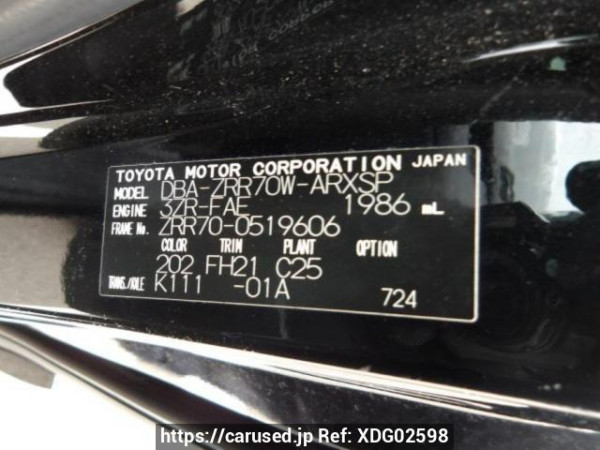 TOYOTA MOTOR CORPORATION JAPAN
MODEL DBA-ZRR70W-ARXSP
ENGINE 3ZR-FAE 1986 mL
FRAME No. ZRR70-0519606
COLOR TRIM PLANT OPTION
202 FH21 C25
TRANS./AXLE K111 -01A
724
https://carused.jp Ref: XDG02598